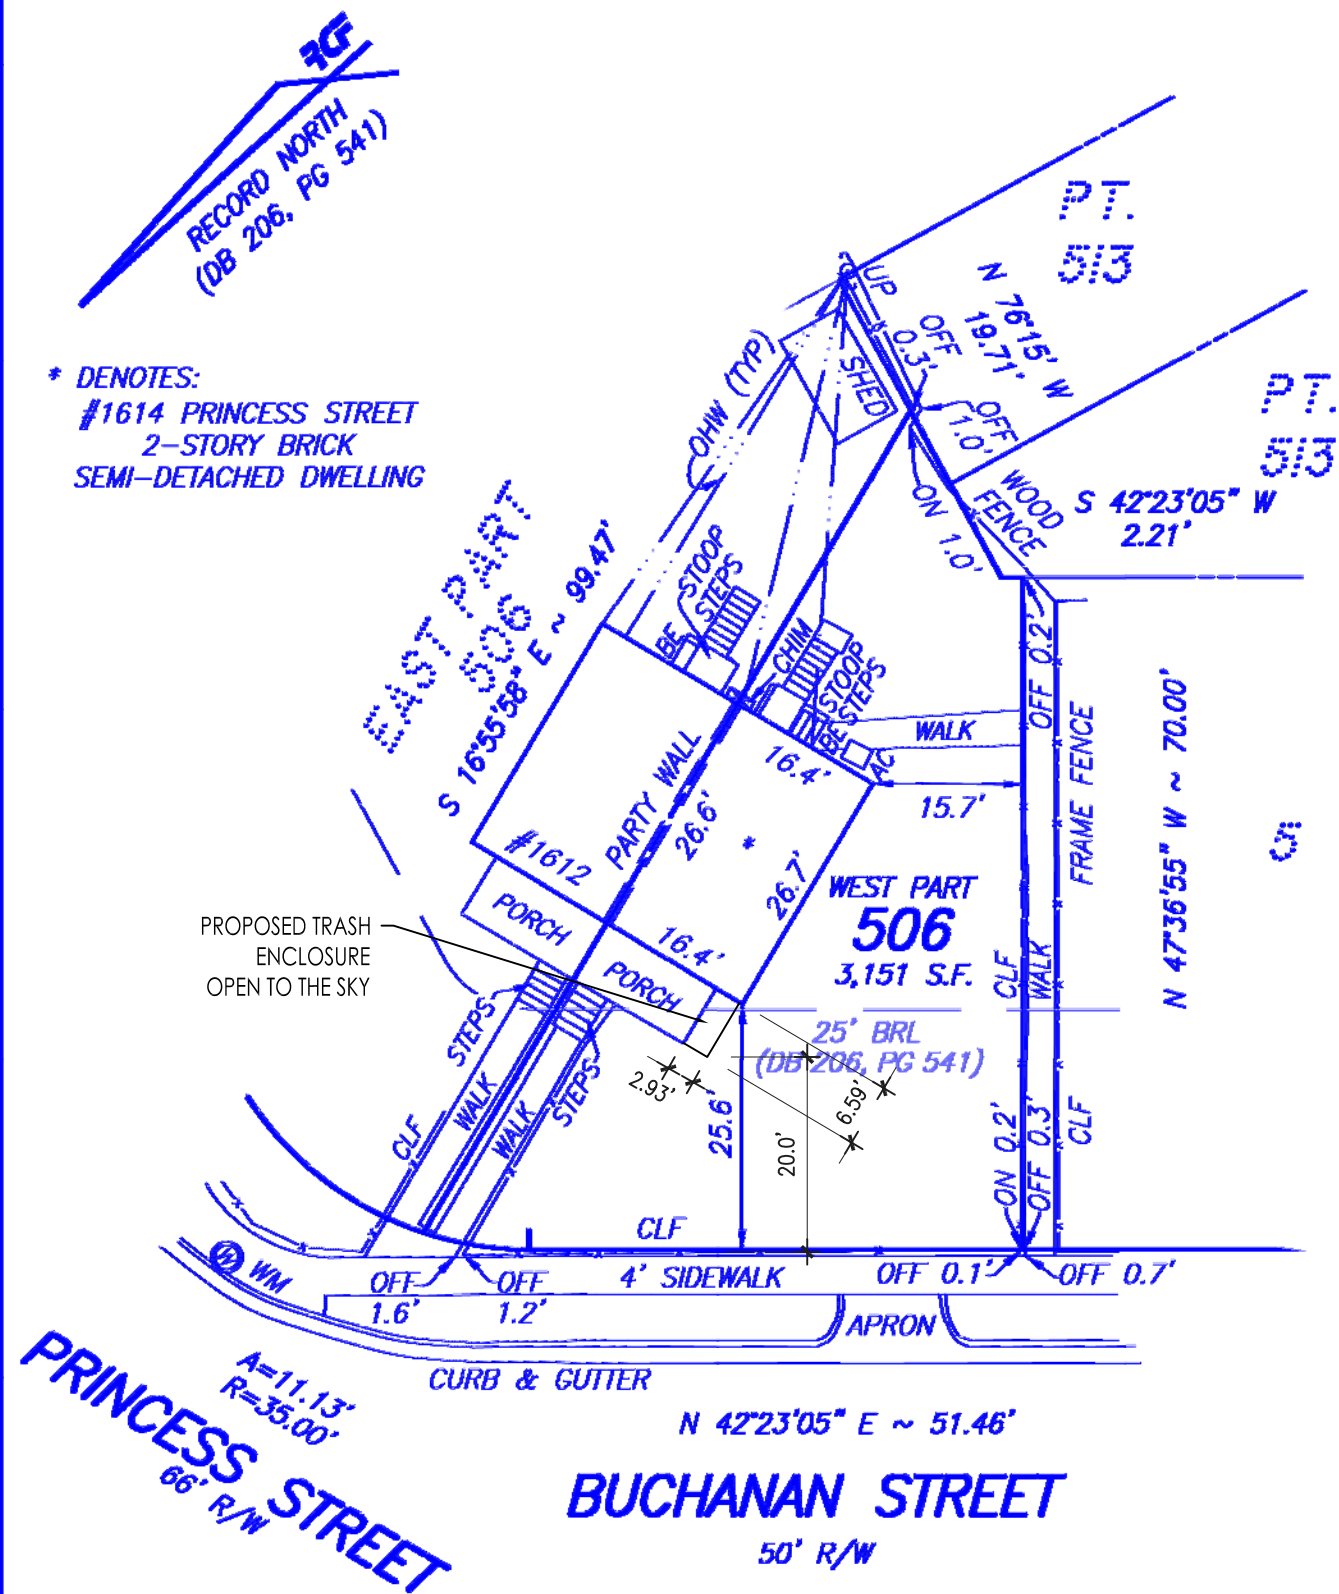 RCF
RECORD NORTH
(DB 206, PG 541)
* DENOTES:
#1614 PRINCESS STREET
2-STORY BRICK
SEMI-DETACHED DWELLING
PT.
513
PT.
513
UP
OFF
0.3'
SHED
N 76°15' W
19.71'
OFF
1.0'
WOOD
FENCE
ON 1.0'
S 42°23'05" W
2.21'
OHW (TYP)
EAST PART
506
S 16°55'58" E ~ 99.47'
STOOP
STEPS
BE
CHIM
STOOP
STEPS
BE
AC
WALK
OFF 0.2'
FRAME FENCE
N 47°36'55" W ~ 70.00'
16.4'
15.7'
PARTY WALL
26.6'
*
26.7'
#1612
PORCH
16.4'
PORCH
WEST PART
506
3,151 S.F.
CLF
WALK
PROPOSED TRASH
ENCLOSURE
OPEN TO THE SKY
25' BRL
(DB 206, PG 541)
STEPS
STEPS
2.93'
6.59'
25.6'
20.0'
CLF
WALK
WALK
ON 0.2'
OFF 0.3'
CLF
CLF
W WM
OFF
1.6'
OFF
1.2'
4' SIDEWALK
OFF 0.1'
OFF 0.7'
APRON
CURB & GUTTER
A=11.13'
R=35.00'
PRINCESS STREET
66' R/W
N 42°23'05" E ~ 51.46'
BUCHANAN STREET
50' R/W